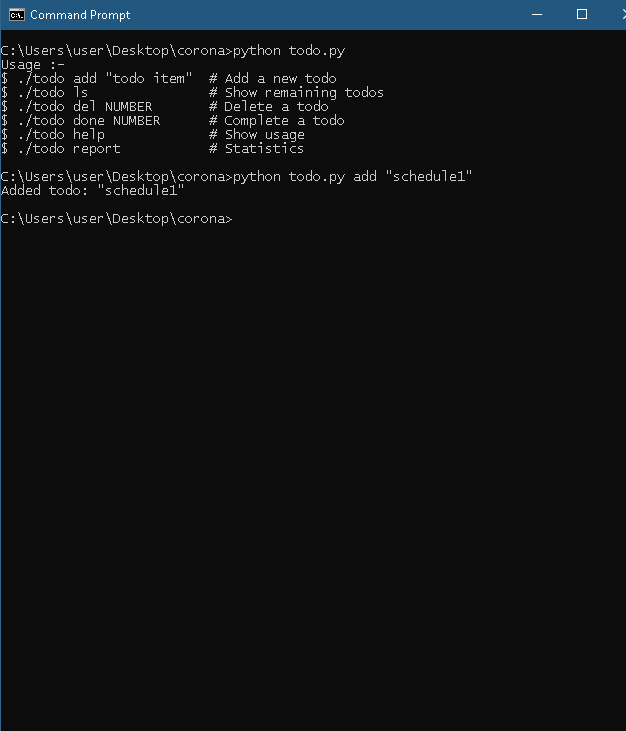 Command Prompt
C:\Users\user\Desktop\corona>python todo.py
Usage :-
$ ./todo add "todo item"  # Add a new todo
$ ./todo ls               # Show remaining todos
$ ./todo del NUMBER       # Delete a todo
$ ./todo done NUMBER      # Complete a todo
$ ./todo help             # Show usage
$ ./todo report           # Statistics
C:\Users\user\Desktop\corona>python todo.py add "schedule1"
Added todo: "schedule1"
C:\Users\user\Desktop\corona>